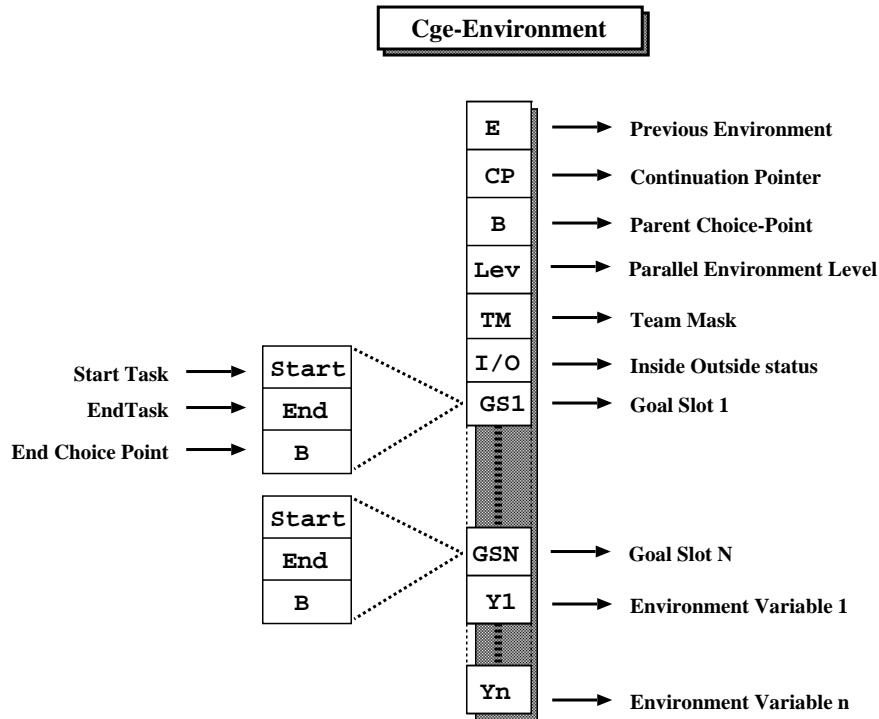 Cge-Environment
E Previous Environment
CP Continuation Pointer
B Parent Choice-Point
Lev Parallel Environment Level
TM Team Mask
I/O Inside Outside status
Start Task Start
GS1 Goal Slot 1
EndTask End
End Choice Point B
Start
End
B
GSN Goal Slot N
Y1 Environment Variable 1
Yn Environment Variable n